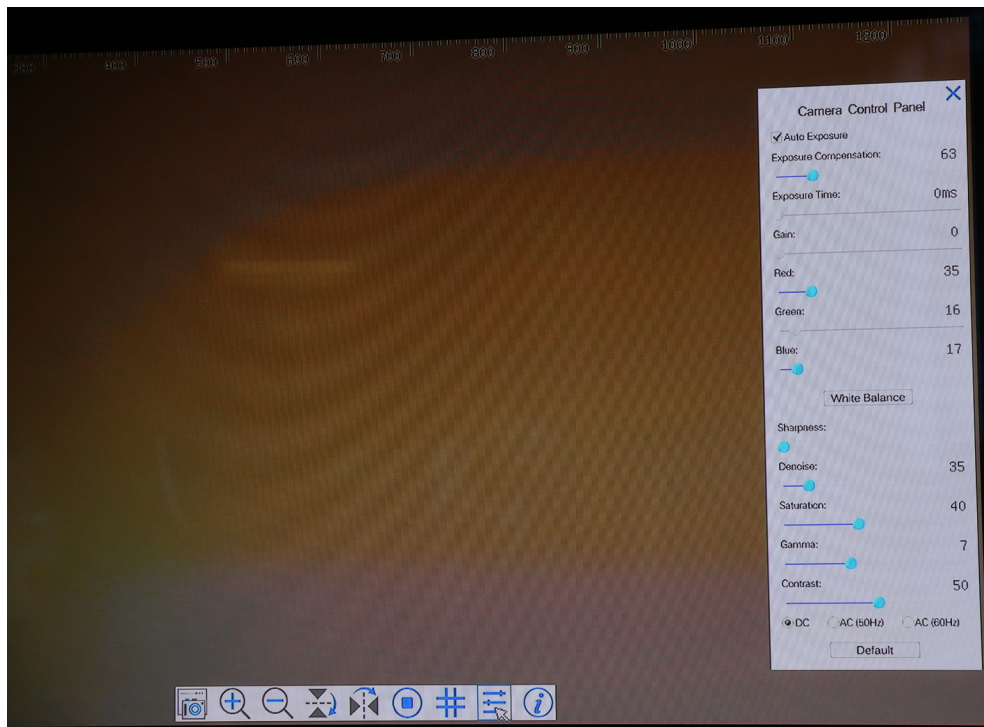 400 500 600 700 800 900 1000 1100 1200
Camera Control Panel
Auto Exposure
Exposure Compensation: 63
Exposure Time: 0ms
Gain: 0
Red: 35
Green: 16
Blue: 17
White Balance
Sharpness:
Denoise: 35
Saturation: 40
Gamma: 7
Contrast: 50
DC AC (50Hz) AC (60Hz)
Default
i